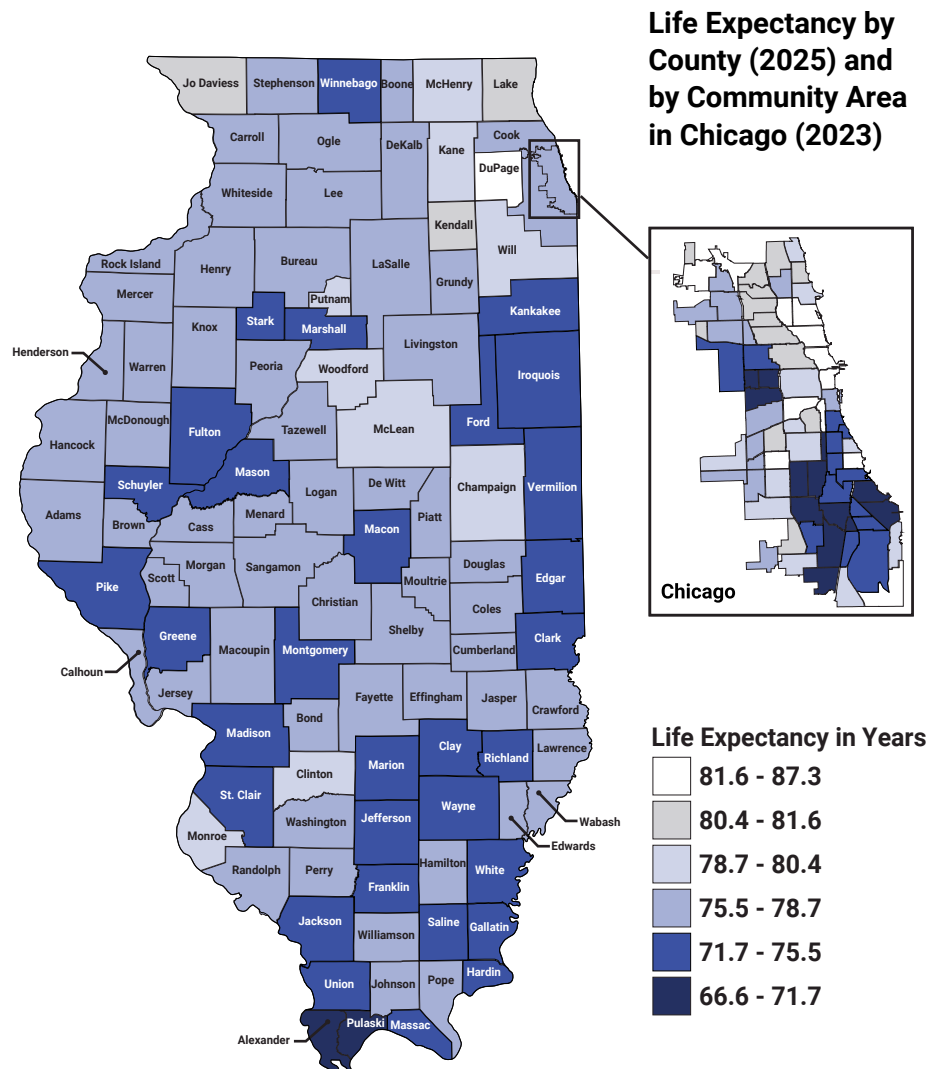 Life Expectancy by
County (2025) and
by Community Area
in Chicago (2023)
Jo Daviess
Stephenson
Winnebago
Boone
McHenry
Lake
Carroll
Ogle
DeKalb
Kane
Cook
DuPage
Whiteside
Lee
Kendall
Will
Rock Island
Henry
Bureau
LaSalle
Grundy
Mercer
Putnam
Kankakee
Stark
Marshall
Knox
Henderson
Warren
Peoria
Woodford
Livingston
Iroquois
Ford
McLean
Hancock
McDonough
Fulton
Tazewell
Mason
Schuyler
Logan
De Witt
Champaign
Vermilion
Adams
Brown
Cass
Menard
Macon
Piatt
Pike
Scott
Morgan
Sangamon
Christian
Moultrie
Douglas
Edgar
Coles
Chicago
Greene
Macoupin
Montgomery
Shelby
Cumberland
Clark
Calhoun
Jersey
Fayette
Effingham
Jasper
Crawford
Madison
Bond
Marion
Clay
Richland
Lawrence
Clinton
St. Clair
Wayne
Wabash
Edwards
Monroe
Washington
Jefferson
Randolph
Perry
Hamilton
White
Franklin
Jackson
Williamson
Saline
Gallatin
Union
Johnson
Pope
Hardin
Alexander
Pulaski
Massac
Life Expectancy in Years
81.6 - 87.3
80.4 - 81.6
78.7 - 80.4
75.5 - 78.7
71.7 - 75.5
66.6 - 71.7